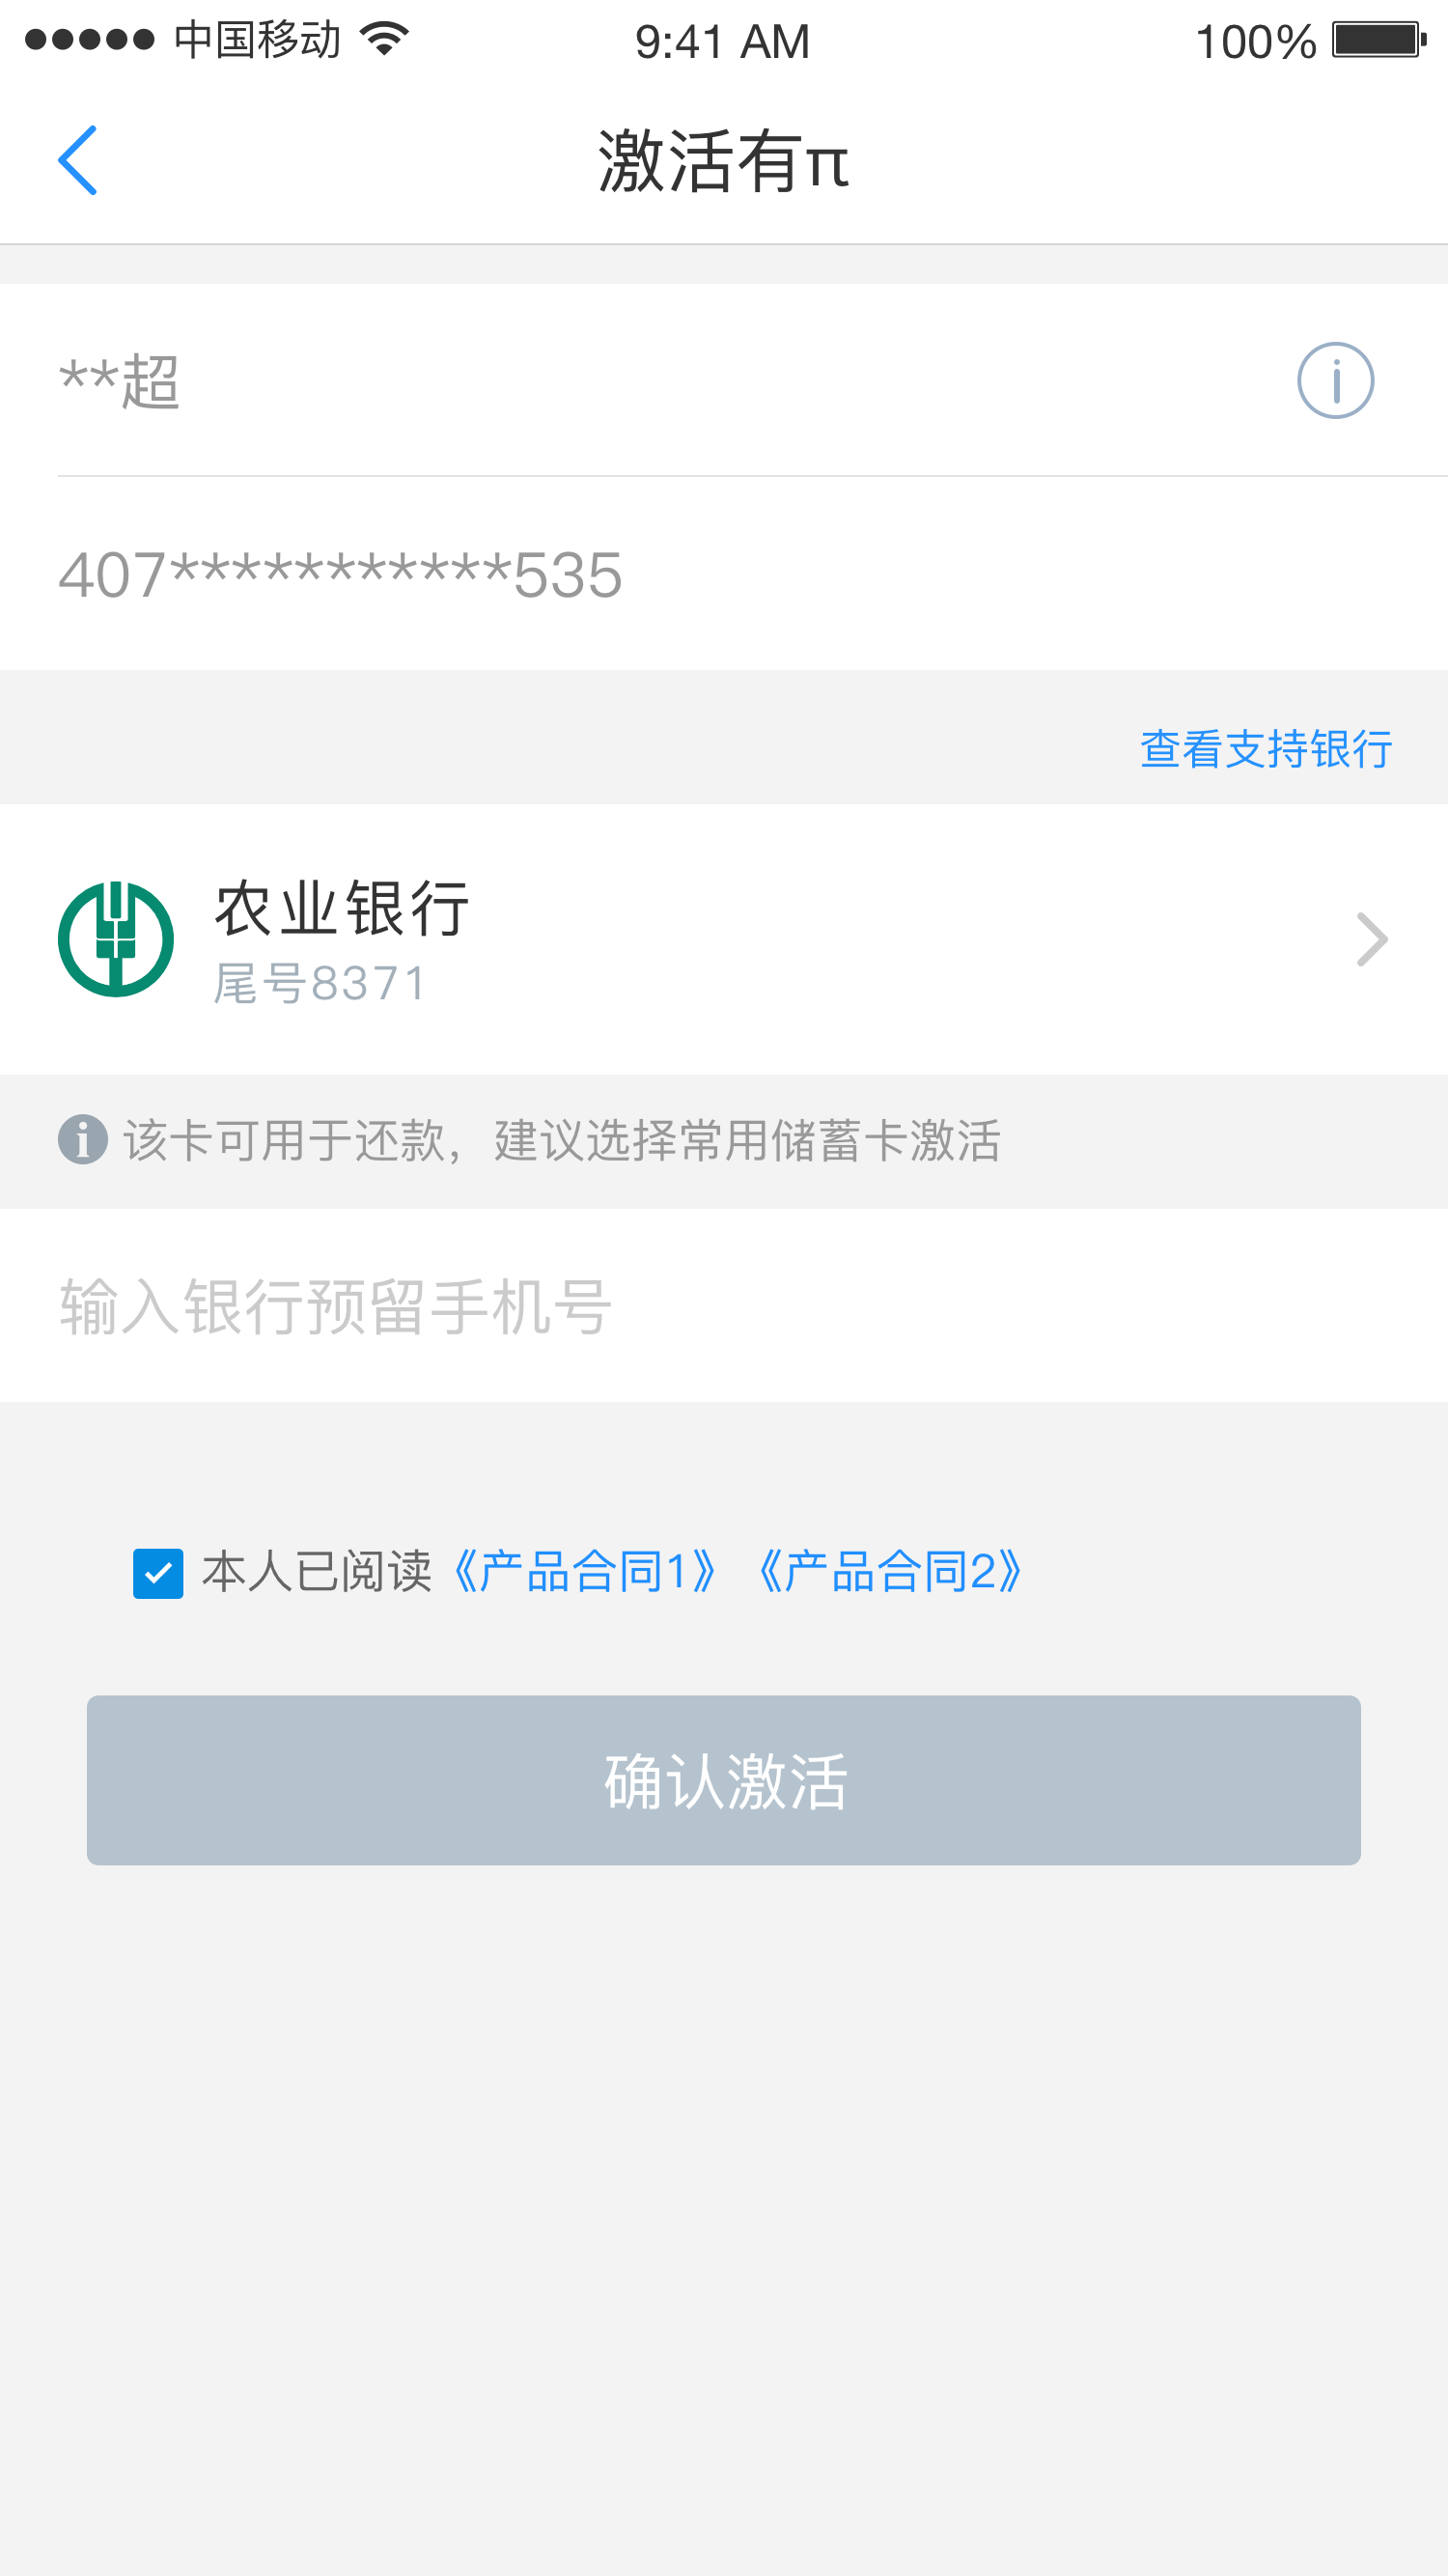 中国移动 9:41 AM 100%
激活有π
**超
407***********535
查看支持银行
农业银行
尾号8371
该卡可用于还款，建议选择常用储蓄卡激活
输入银行预留手机号
本人已阅读《产品合同1》《产品合同2》
确认激活